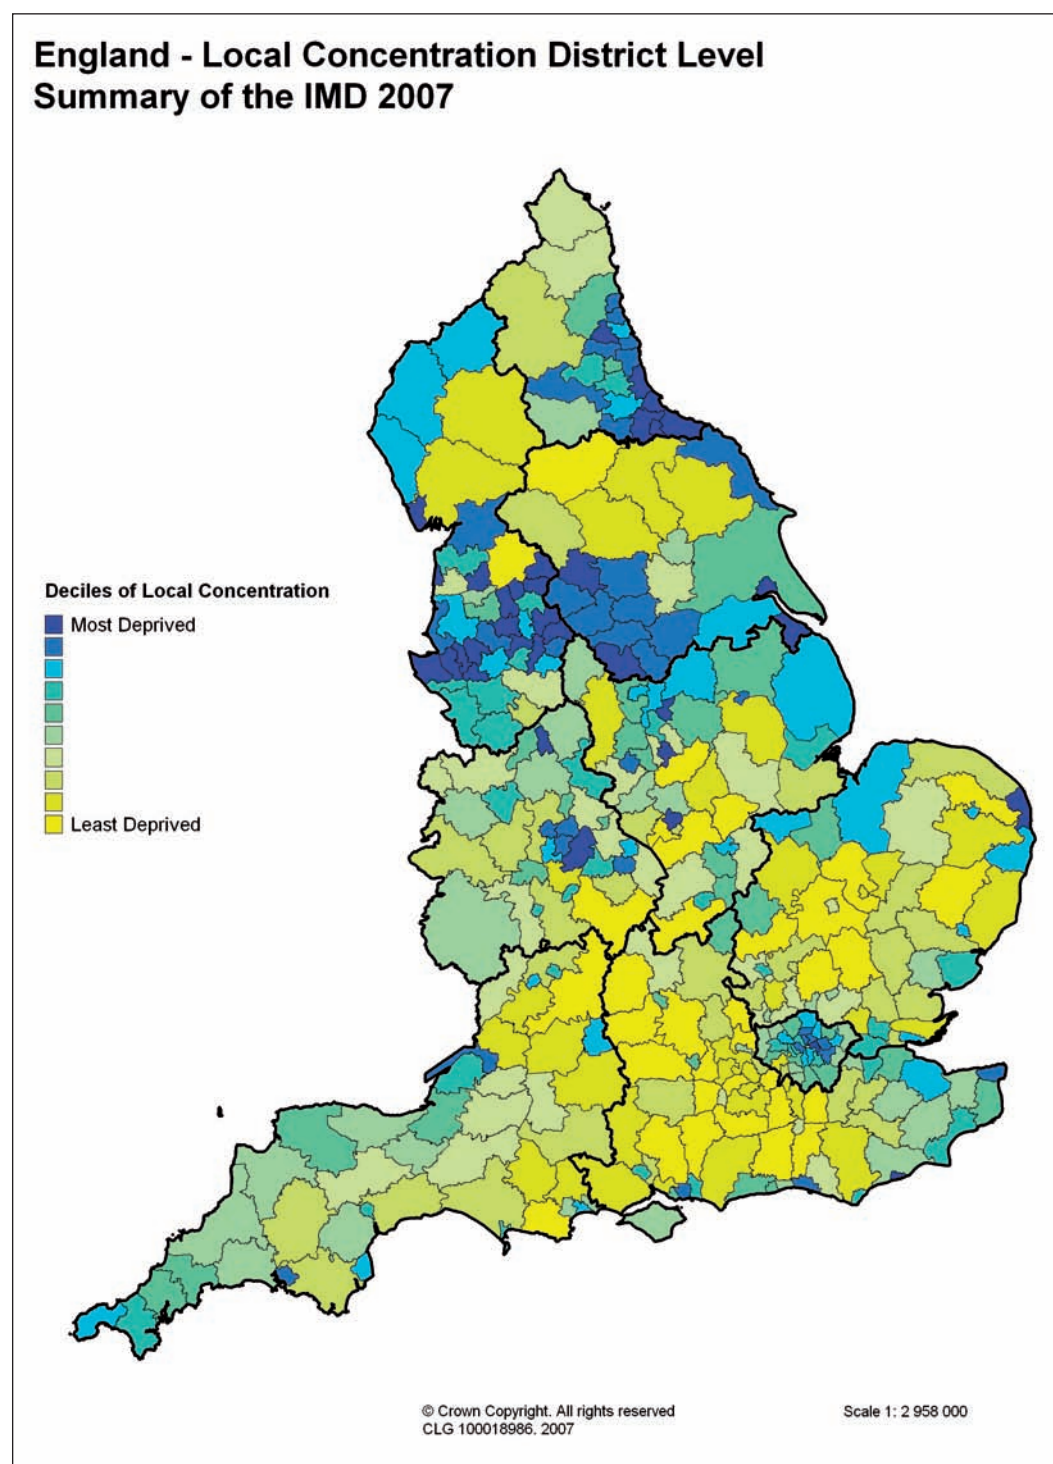 England - Local Concentration District Level
Summary of the IMD 2007
Deciles of Local Concentration
Most Deprived
Least Deprived
© Crown Copyright. All rights reserved
CLG 100018986. 2007
Scale 1: 2 958 000